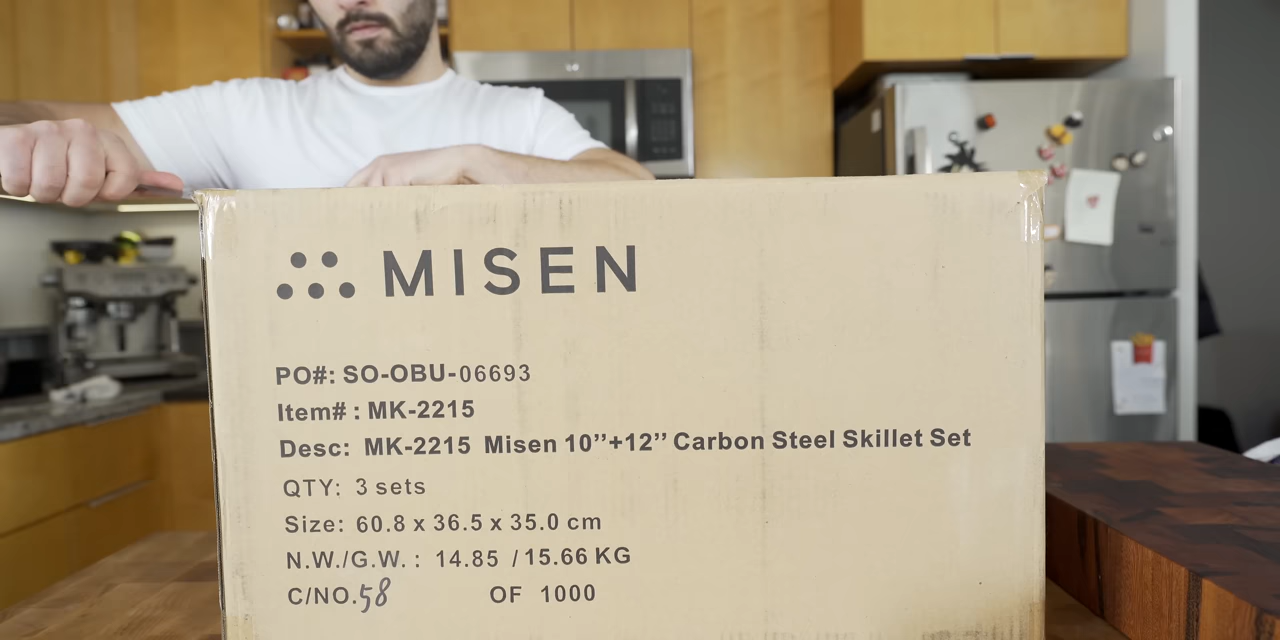 MISEN
PO#: SO-OBU-06693
Item# : MK-2215
Desc: MK-2215 Misen 10’’+12’’ Carbon Steel Skillet Set
QTY: 3 sets
Size: 60.8 x 36.5 x 35.0 cm
N.W./G.W. : 14.85 / 15.66 KG
C/NO. 58 OF 1000